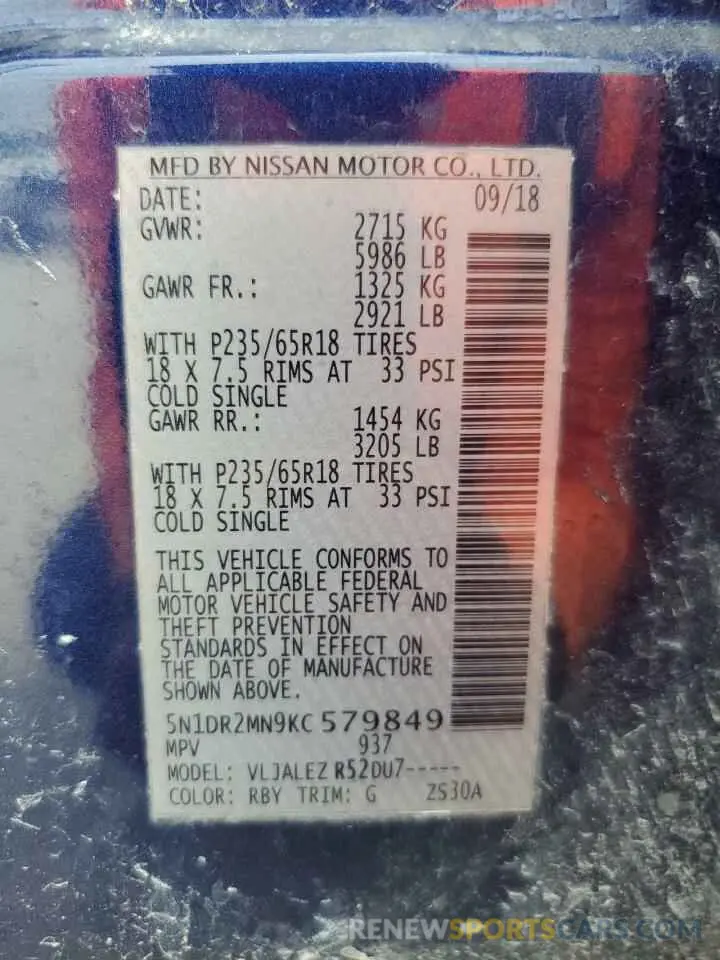 MFD BY NISSAN MOTOR CO., LTD.
DATE: 09/18
GVWR: 2715 KG
5986 LB
GAWR FR.: 1325 KG
2921 LB
WITH P235/65R18 TIRES
18 X 7.5 RIMS AT 33 PSI
COLD SINGLE
GAWR RR.: 1454 KG
3205 LB
WITH P235/65R18 TIRES
18 X 7.5 RIMS AT 33 PSI
COLD SINGLE
THIS VEHICLE CONFORMS TO
ALL APPLICABLE FEDERAL
MOTOR VEHICLE SAFETY AND
THEFT PREVENTION
STANDARDS IN EFFECT ON
THE DATE OF MANUFACTURE
SHOWN ABOVE.
5N1DR2MN9KC579849
MPV 937
MODEL: VLJALEZ R52DU7-----
COLOR: RBY TRIM: G ZS30A
RENEWSPORTSCARS.COM